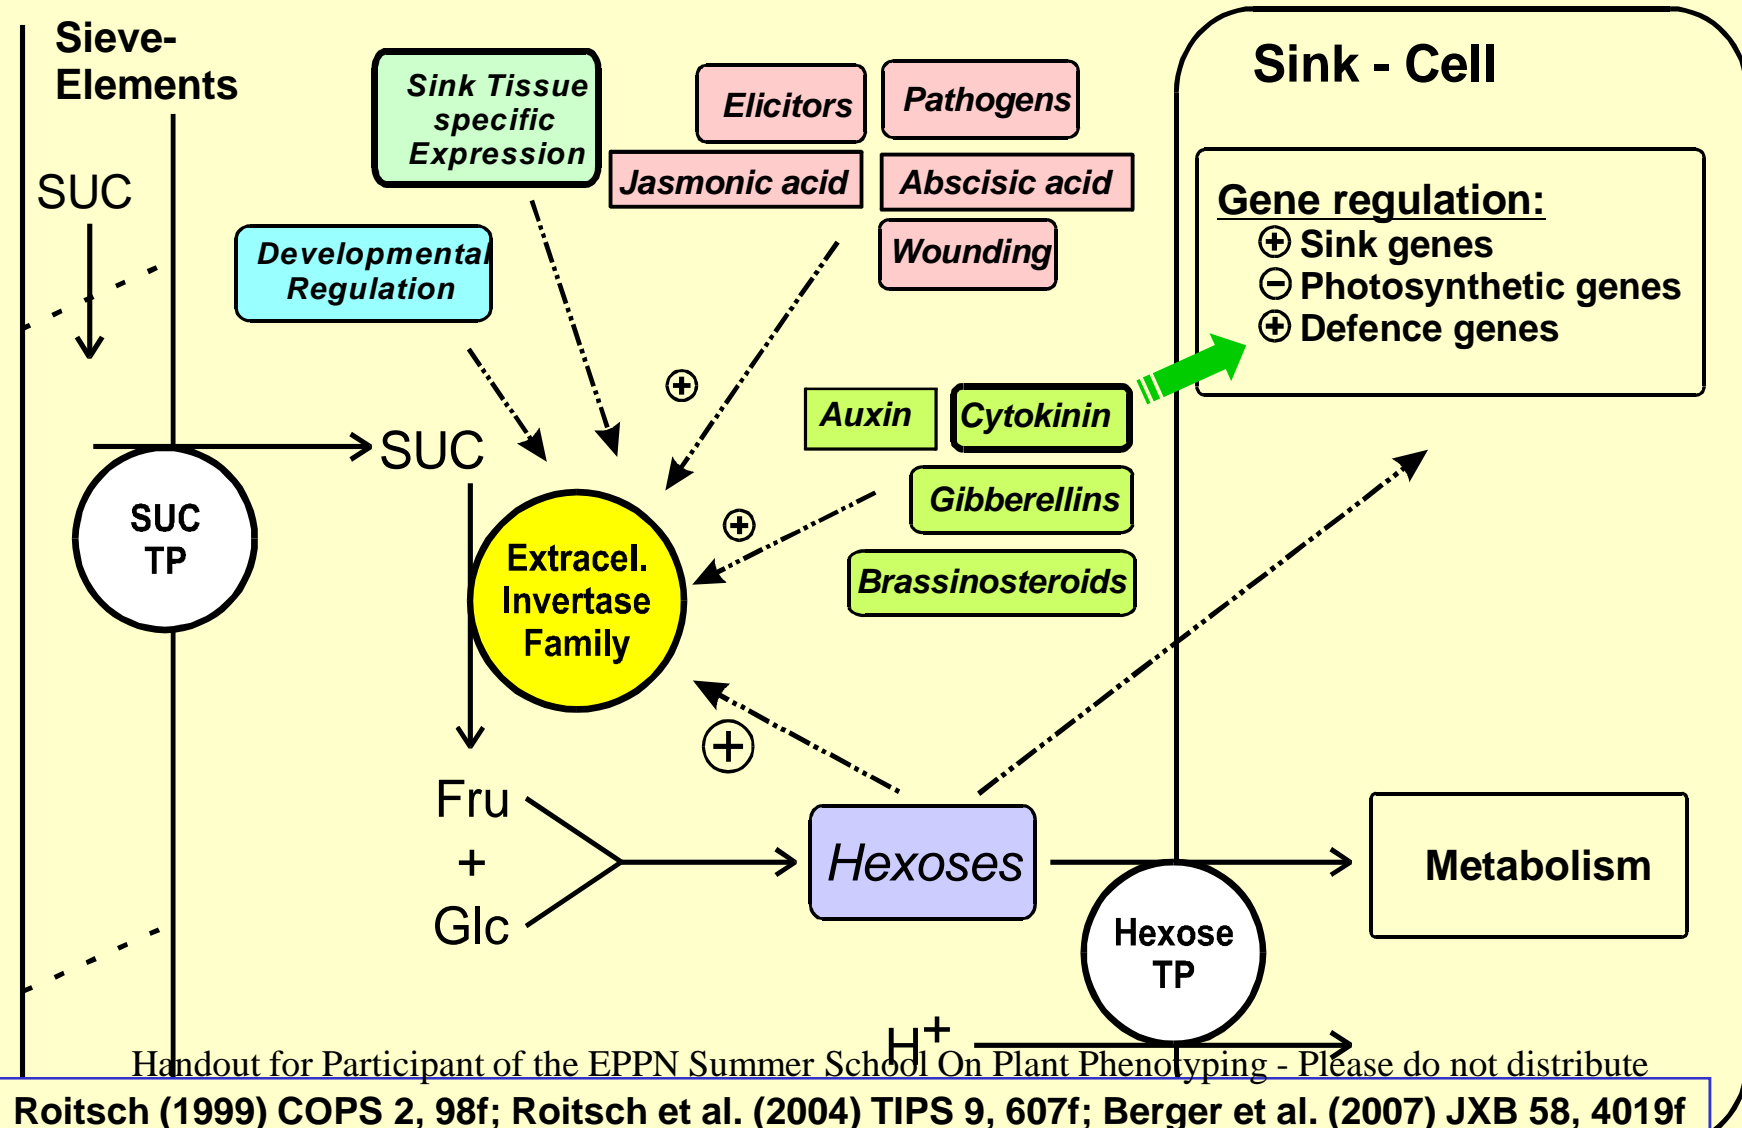 Sieve-
Elements
SUC
Sink Tissue
specific
Expression
Developmental
Regulation
Elicitors
Pathogens
Jasmonic acid
Abscisic acid
Wounding
Sink - Cell
Gene regulation:
⊕ Sink genes
⊖ Photosynthetic genes
⊕ Defence genes
⊕
Auxin
Cytokinin
Gibberellins
Brassinosteroids
⊕
SUC
SUC
TP
Extracel.
Invertase
Family
⊕
Fru
+
Glc
Hexoses
Metabolism
Hexose
TP
H+
Handout for Participant of the EPPN Summer School On Plant Phenotyping - Please do not distribute
Roitsch (1999) COPS 2, 98f; Roitsch et al. (2004) TIPS 9, 607f; Berger et al. (2007) JXB 58, 4019f